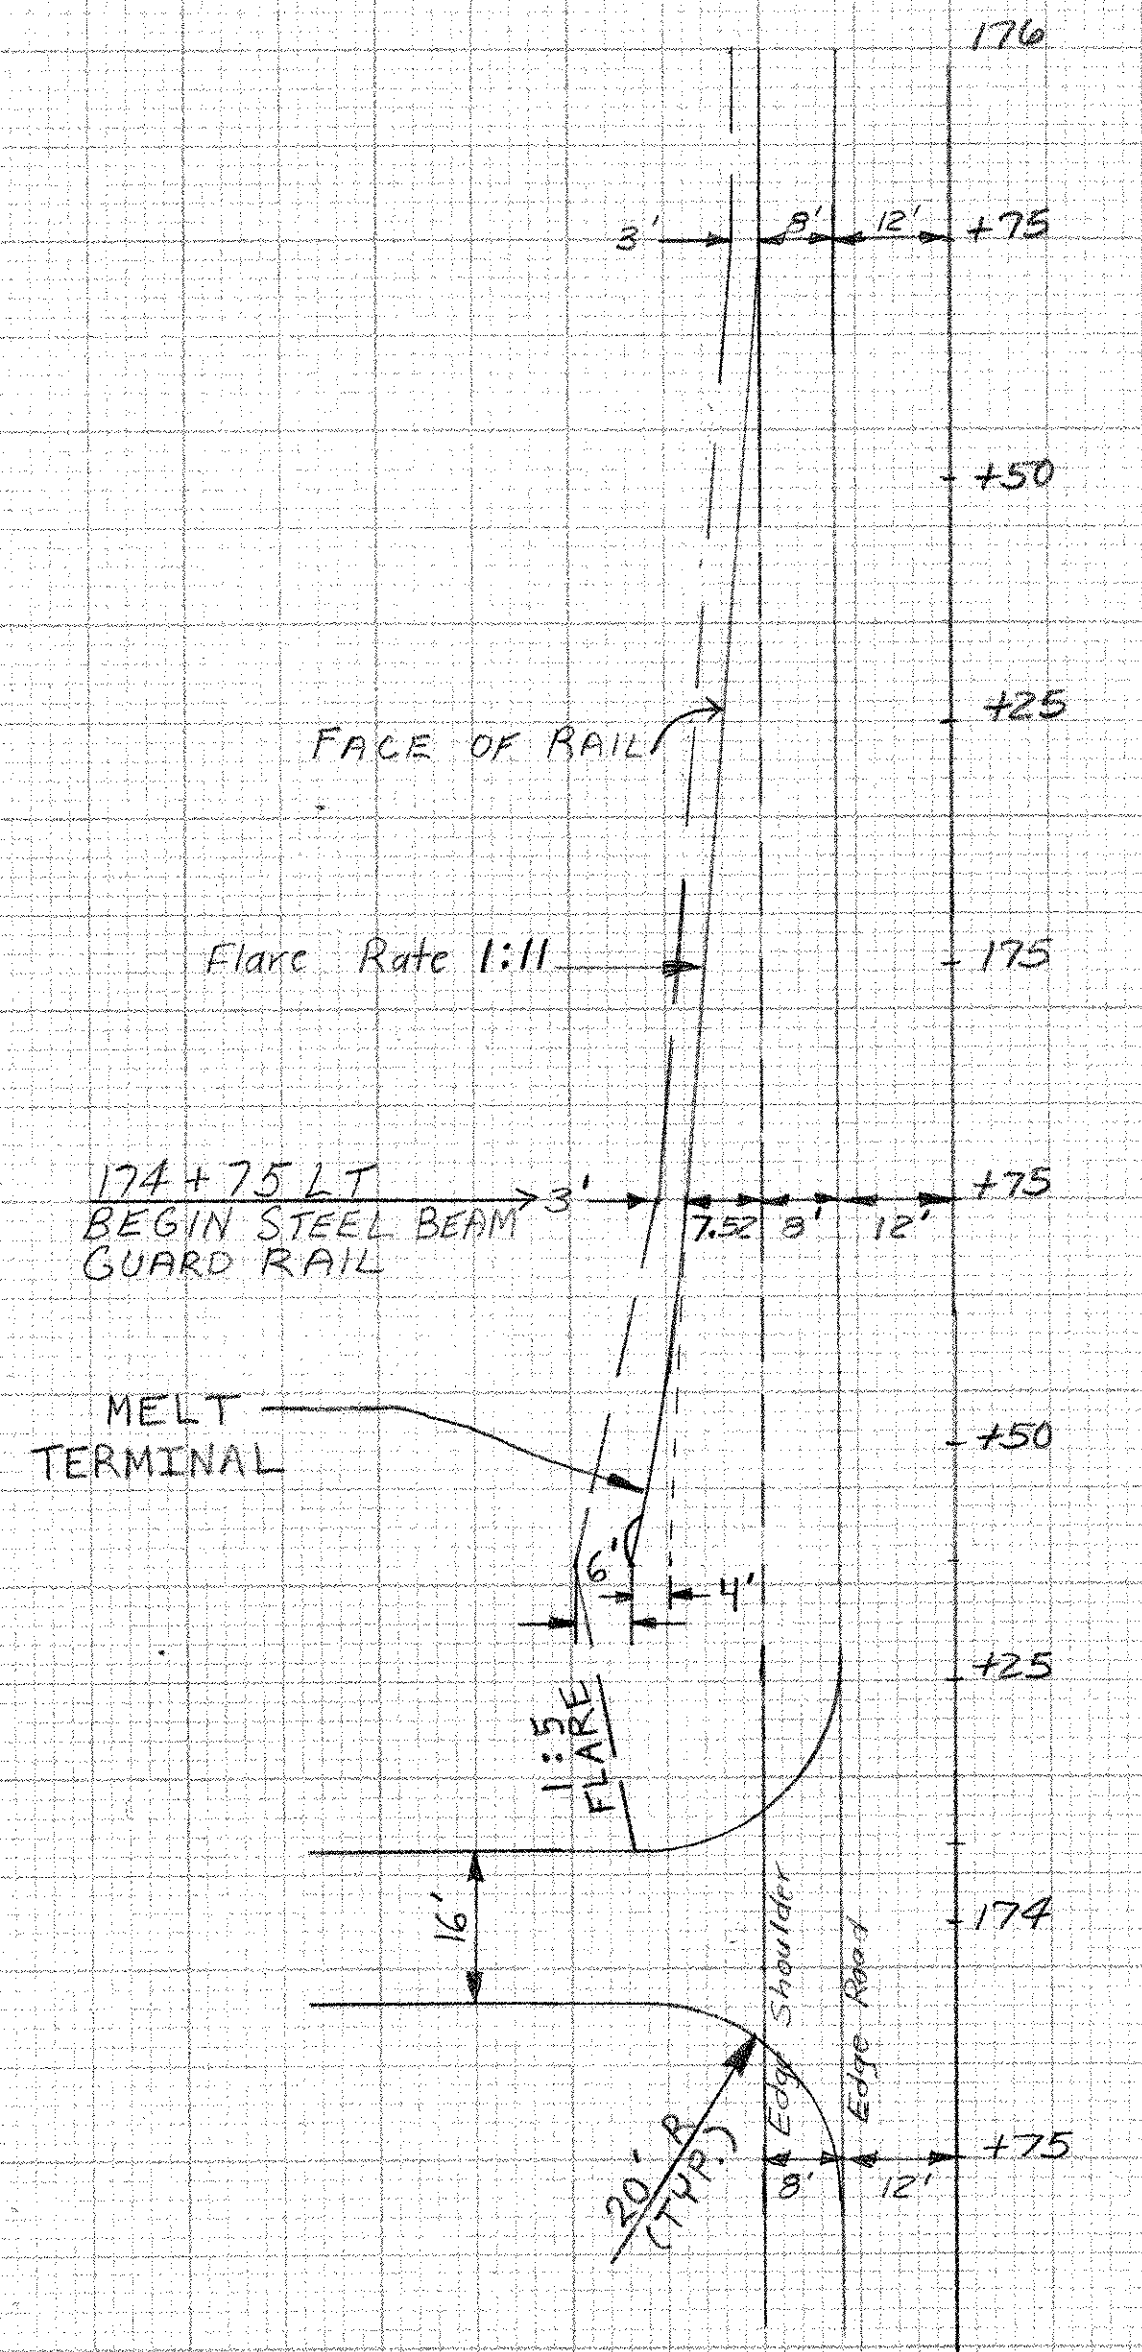 176
3' 8' 12' +75
+50
+25
FACE OF RAIL
Flare Rate 1:11
175
174+75 LT
BEGIN STEEL BEAM
GUARD RAIL
3' 7.52 8' 12' +75
MELT
TERMINAL
+50
6' 4'
+25
1:5
FLARE
16'
174
Edge Shoulder
Edge Road
20' R
(TYP.)
8' 12' +75